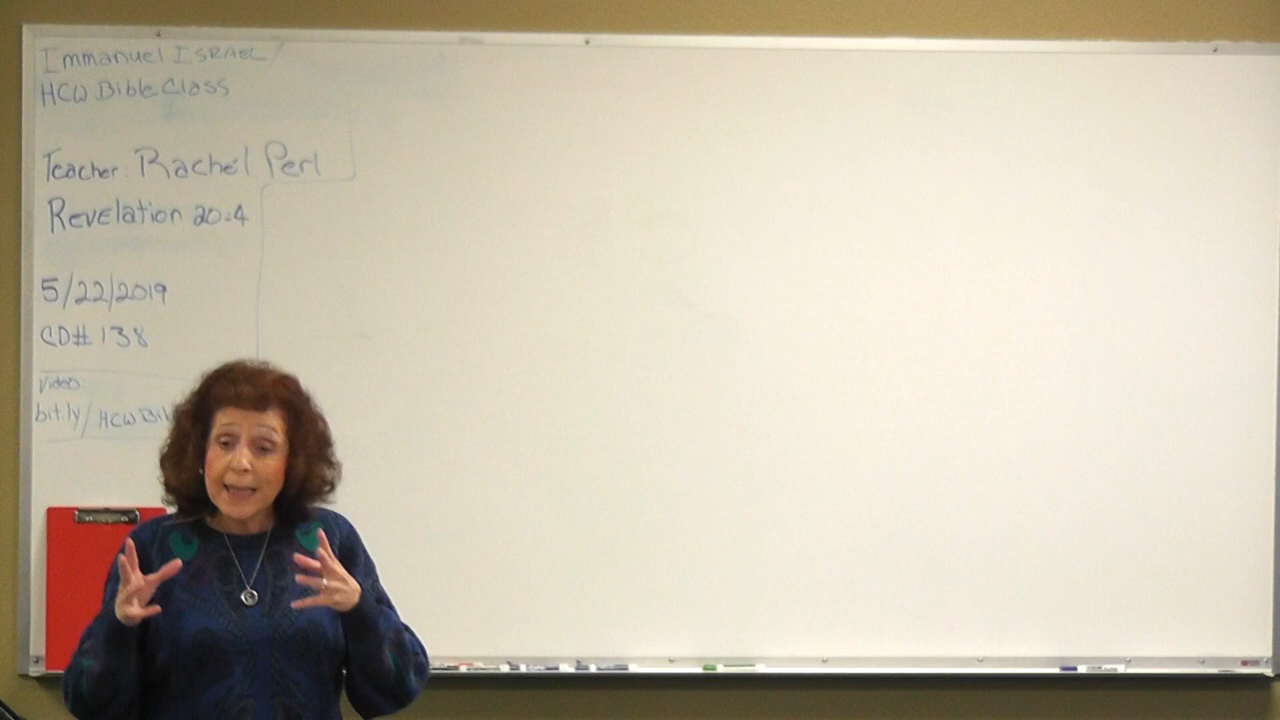 Immanuel ISRAEL/
HCW Bible Class
Teacher: Rachel Perl
Revelation 20:4
5/22/2019
CD# 138
Video:
bit.ly/HCWBib